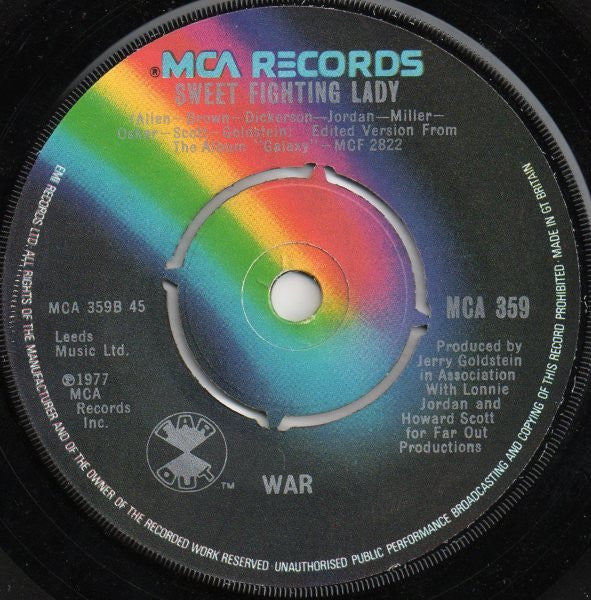 ®MCA RECORDS
SWEET FIGHTING LADY
(Allen-Brown-Dickerson-Jordan-Miller-
Oskar-Scott-Goldstein) Edited Version From
The Album "Galaxy"-MCF 2822
MCA 359B 45
Leeds
Music Ltd.
℗1977
MCA
Records
Inc.
MCA 359
Produced by
Jerry Goldstein
in Association
With Lonnie
Jordan and
Howard Scott
for Far Out
Productions
FAR
OUT
™
WAR
EMI RECORDS LTD. ALL RIGHTS OF THE MANUFACTURER AND OF THE OWNER OF THE RECORDED WORK RESERVED · UNAUTHORISED PUBLIC PERFORMANCE BROADCASTING AND COPYING OF THIS RECORD PROHIBITED · MADE IN GT BRITAIN